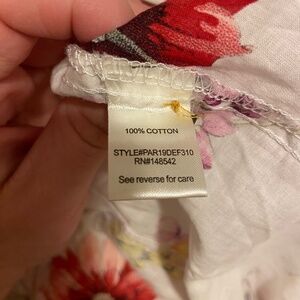 100% COTTON
STYLE#PAR19DEF310
RN#148542
See reverse for care